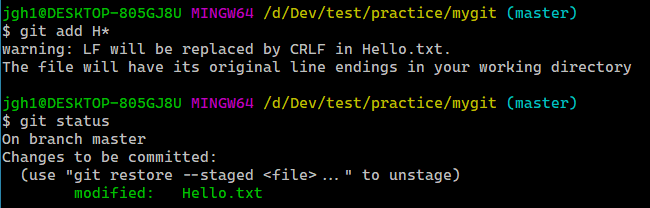 jgh10@DESKTOP-805GJ8U MINGW64 /d/Dev/test/practice/mygit (master)
$ git add H*
warning: LF will be replaced by CRLF in Hello.txt.
The file will have its original line endings in your working directory
jgh10@DESKTOP-805GJ8U MINGW64 /d/Dev/test/practice/mygit (master)
$ git status
On branch master
Changes to be committed:
  (use "git restore --staged <file>..." to unstage)
        modified:   Hello.txt